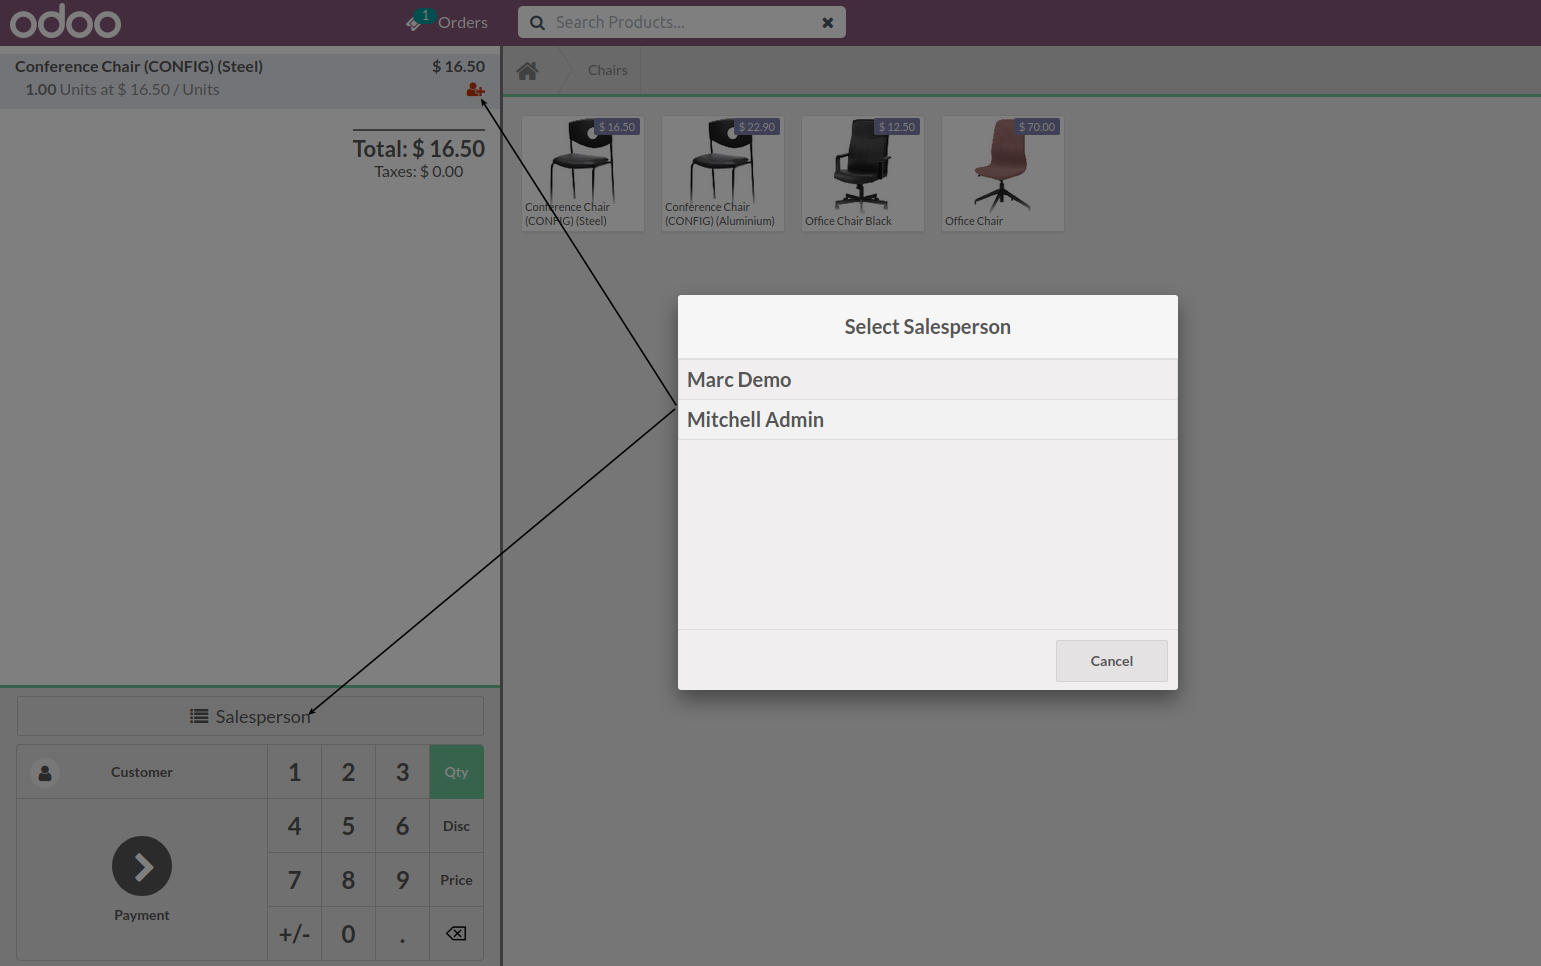 odoo
1
Orders
Search Products...
Conference Chair (CONFIG) (Steel)
$ 16.50
1.00 Units at $ 16.50 / Units
Total: $ 16.50
Taxes: $ 0.00
Chairs
$ 16.50
Conference Chair
(CONFIG) (Steel)
$ 22.90
Conference Chair
(CONFIG) (Aluminium)
$ 12.50
Office Chair Black
$ 70.00
Office Chair
Select Salesperson
Marc Demo
Mitchell Admin
Cancel
Salesperson
Customer
1 2 3 Qty
4 5 6 Disc
Payment
7 8 9 Price
+/- 0 .